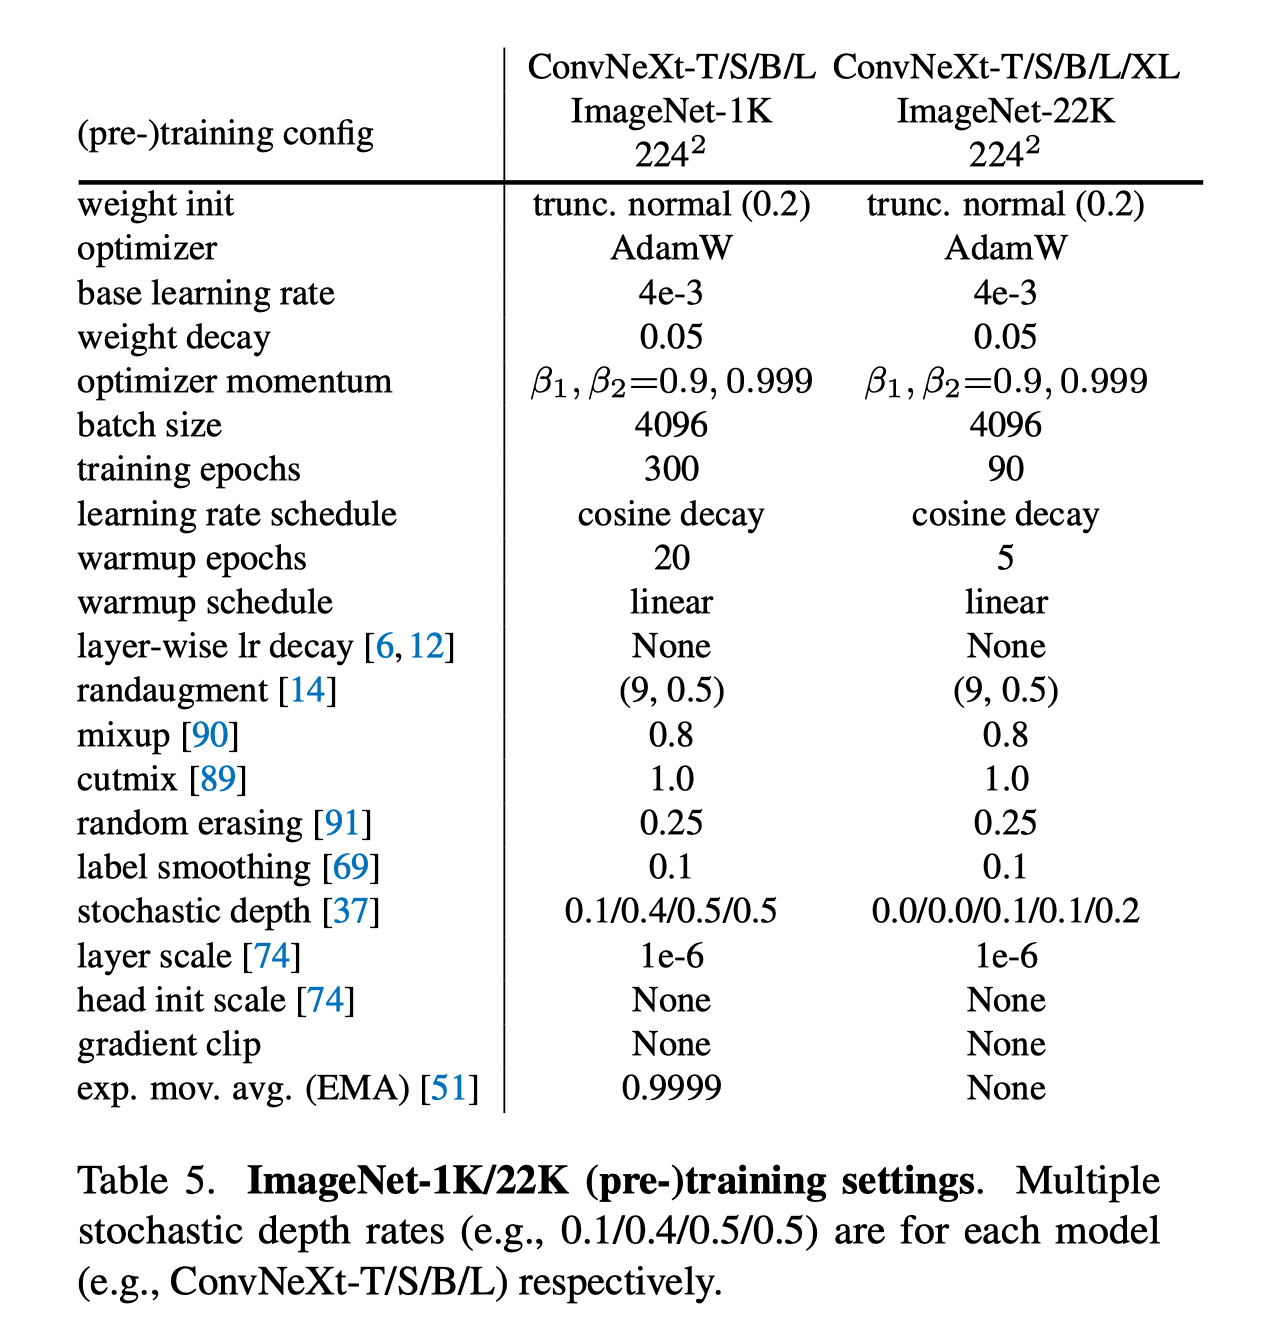 ConvNeXt-T/S/B/L ConvNeXt-T/S/B/L/XL
ImageNet-1K ImageNet-22K
(pre-)training config 224² 224²
weight init trunc. normal (0.2) trunc. normal (0.2)
optimizer AdamW AdamW
base learning rate 4e-3 4e-3
weight decay 0.05 0.05
optimizer momentum β₁, β₂=0.9, 0.999 β₁, β₂=0.9, 0.999
batch size 4096 4096
training epochs 300 90
learning rate schedule cosine decay cosine decay
warmup epochs 20 5
warmup schedule linear linear
layer-wise lr decay [6, 12] None None
randaugment [14] (9, 0.5) (9, 0.5)
mixup [90] 0.8 0.8
cutmix [89] 1.0 1.0
random erasing [91] 0.25 0.25
label smoothing [69] 0.1 0.1
stochastic depth [37] 0.1/0.4/0.5/0.5 0.0/0.0/0.1/0.1/0.2
layer scale [74] 1e-6 1e-6
head init scale [74] None None
gradient clip None None
exp. mov. avg. (EMA) [51] 0.9999 None
Table 5. ImageNet-1K/22K (pre-)training settings. Multiple
stochastic depth rates (e.g., 0.1/0.4/0.5/0.5) are for each model
(e.g., ConvNeXt-T/S/B/L) respectively.